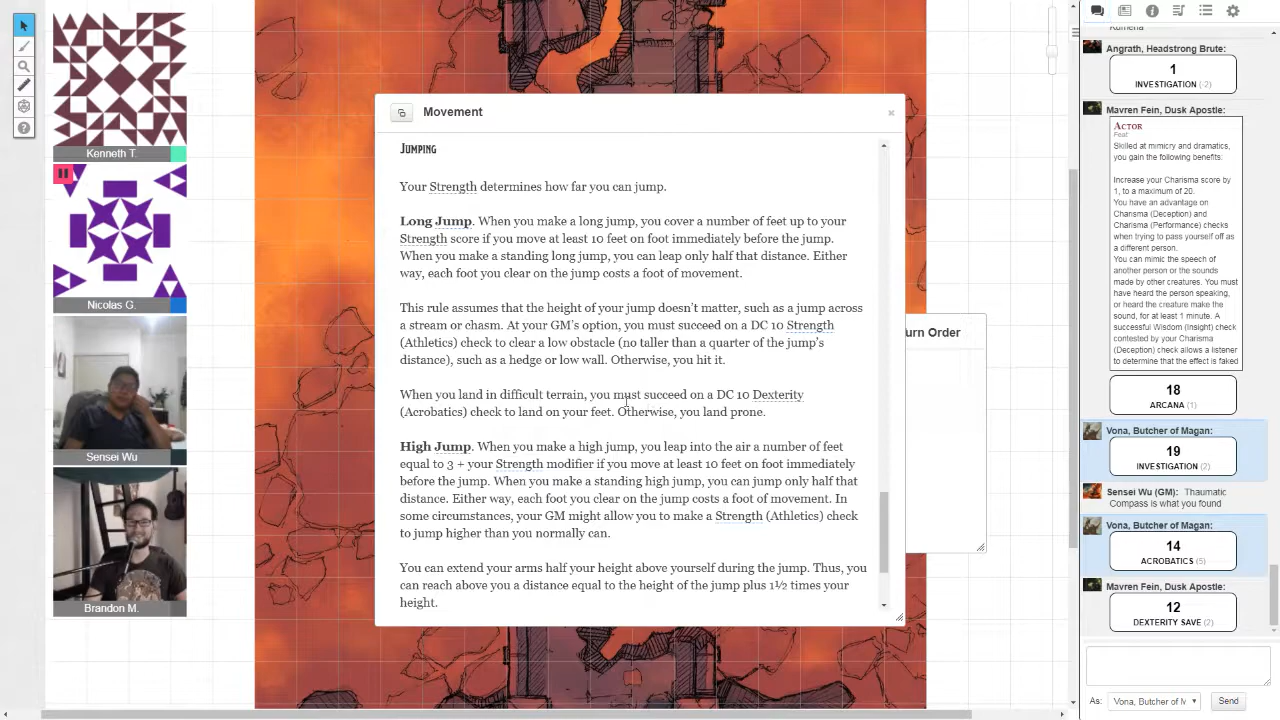 Kenneth T.
Nicolas G.
Sensei Wu
Brandon M.
Movement
Jumping
Your Strength determines how far you can jump.
Long Jump. When you make a long jump, you cover a number of feet up to your
Strength score if you move at least 10 feet on foot immediately before the jump.
When you make a standing long jump, you can leap only half that distance. Either
way, each foot you clear on the jump costs a foot of movement.
This rule assumes that the height of your jump doesn't matter, such as a jump across
a stream or chasm. At your GM's option, you must succeed on a DC 10 Strength
(Athletics) check to clear a low obstacle (no taller than a quarter of the jump's
distance), such as a hedge or low wall. Otherwise, you hit it.
When you land in difficult terrain, you must succeed on a DC 10 Dexterity
(Acrobatics) check to land on your feet. Otherwise, you land prone.
High Jump. When you make a high jump, you leap into the air a number of feet
equal to 3 + your Strength modifier if you move at least 10 feet on foot immediately
before the jump. When you make a standing high jump, you can jump only half that
distance. Either way, each foot you clear on the jump costs a foot of movement. In
some circumstances, your GM might allow you to make a Strength (Athletics) check
to jump higher than you normally can.
You can extend your arms half your height above yourself during the jump. Thus, you
can reach above you a distance equal to the height of the jump plus 1½ times your
height.
urn Order
Angrath, Headstrong Brute:
1
INVESTIGATION (-2)
Mavren Fein, Dusk Apostle:
Actor
Feat
Skilled at mimicry and dramatics,
you gain the following benefits:
Increase your Charisma score by
1, to a maximum of 20.
You have an advantage on
Charisma (Deception) and
Charisma (Performance) checks
when trying to pass yourself off as
a different person.
You can mimic the speech of
another person or the sounds
made by other creatures. You must
have heard the person speaking,
or heard the creature make the
sound, for at least 1 minute. A
successful Wisdom (Insight) check
contested by your Charisma
(Deception) check allows a listener
to determine that the effect is faked
18
ARCANA (1)
Vona, Butcher of Magan:
19
INVESTIGATION (2)
Sensei Wu (GM): Thaumatic
Compass is what you found
Vona, Butcher of Magan:
14
ACROBATICS (5)
Mavren Fein, Dusk Apostle:
12
DEXTERITY SAVE (2)
As: Vona, Butcher of M
Send